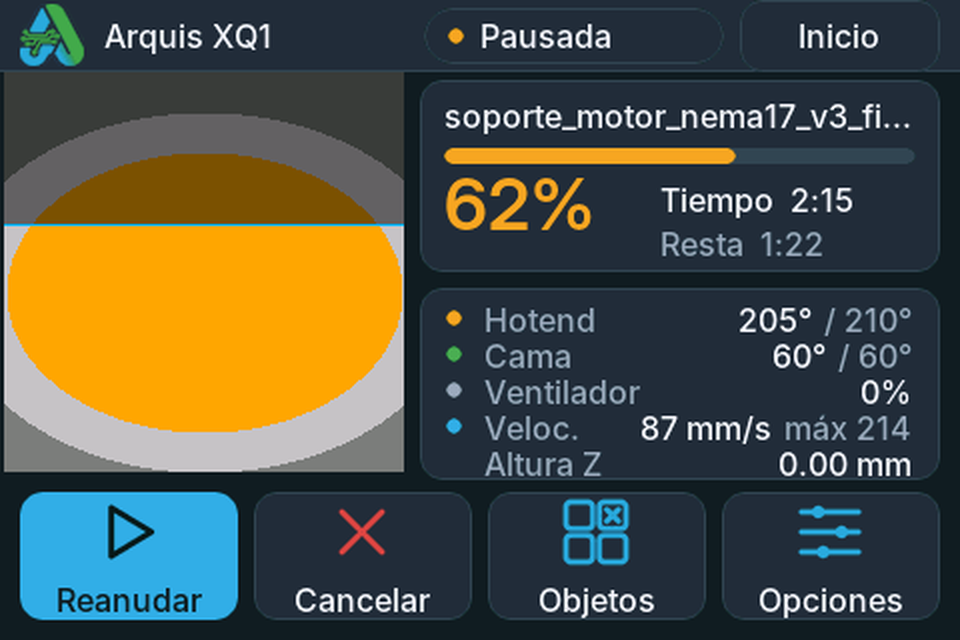 Arquis XQ1
Pausada
Inicio
soporte_motor_nema17_v3_fi...
62%
Tiempo 2:15
Resta 1:22
Hotend 205° / 210°
Cama 60° / 60°
Ventilador 0%
Veloc. 87 mm/s máx 214
Altura Z 0.00 mm
Reanudar
Cancelar
Objetos
Opciones